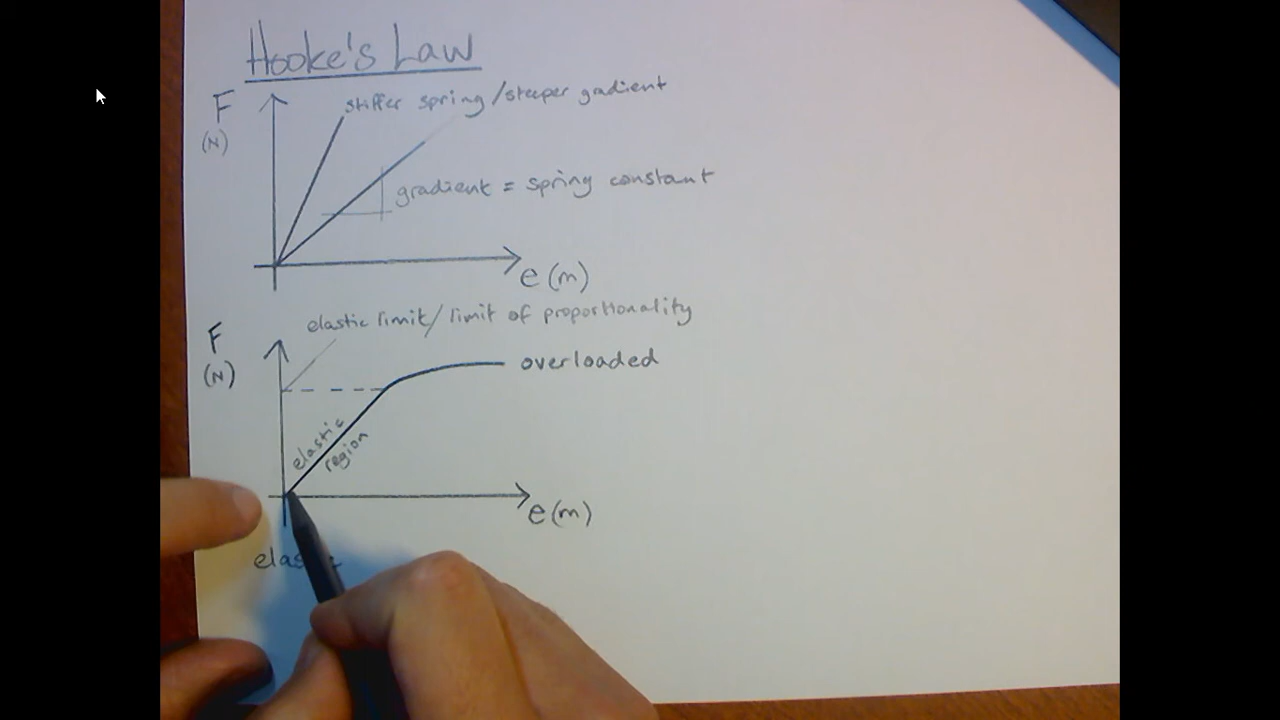 Hooke's Law
F
(N)
stiffer spring/steeper gradient
gradient = spring constant
e (m)
elastic limit/limit of proportionality
F
(N)
overloaded
elastic
region
e (m)